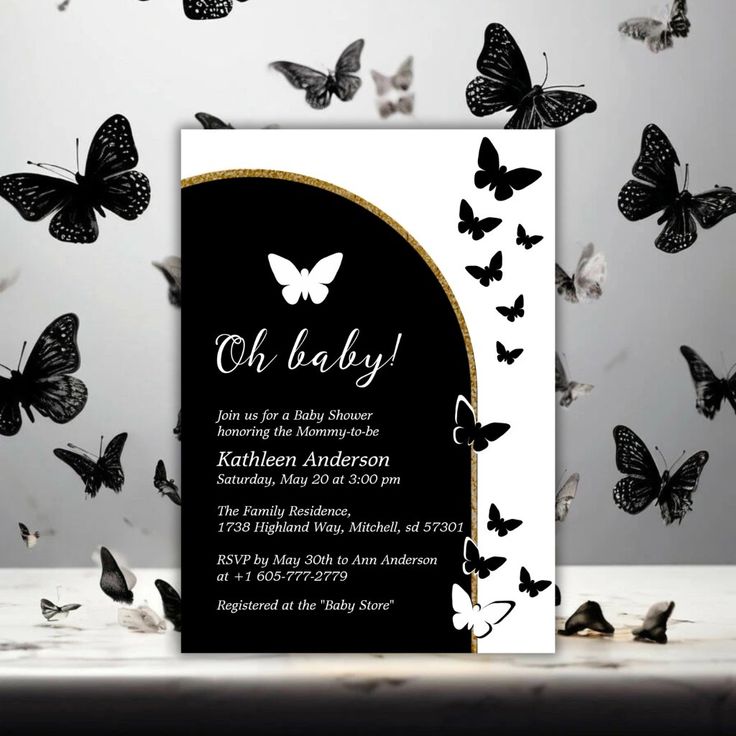 Oh baby!
Join us for a Baby Shower
honoring the Mommy-to-be
Kathleen Anderson
Saturday, May 20 at 3:00 pm
The Family Residence,
1738 Highland Way, Mitchell, sd 57301
RSVP by May 30th to Ann Anderson
at +1 605-777-2779
Registered at the "Baby Store"